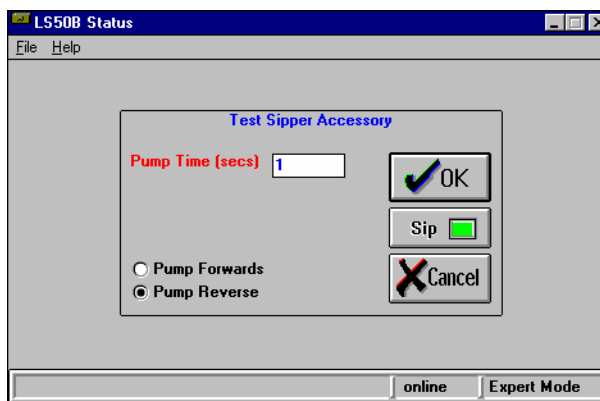 LS50B Status
File Help
Test Sipper Accessory
Pump Time (secs) 1
OK
Sip
Pump Forwards
Pump Reverse
Cancel
online Expert Mode